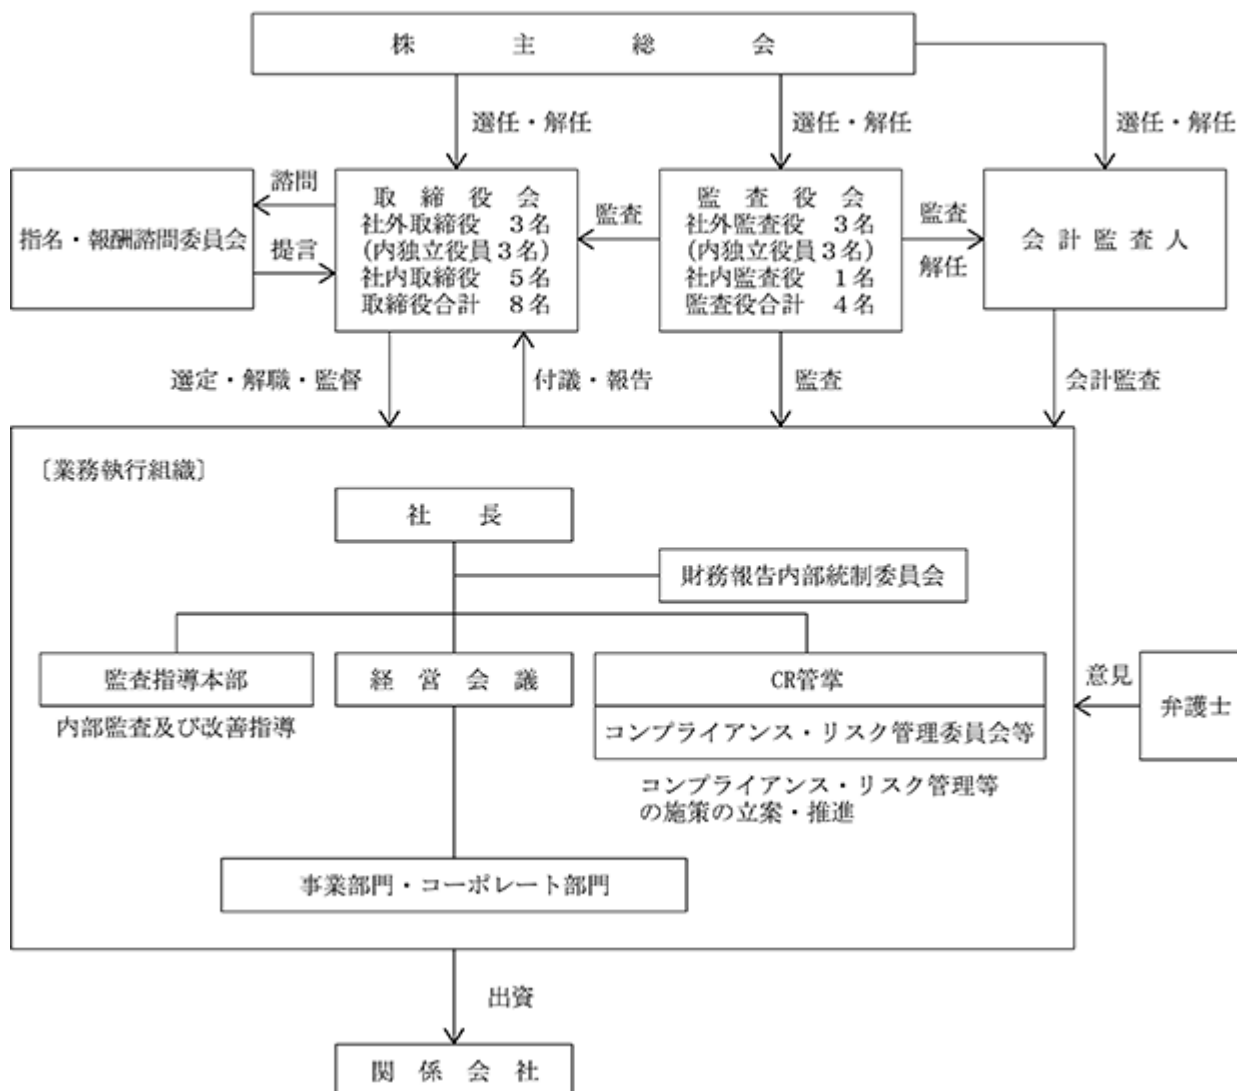 株主総会
選任・解任
選任・解任
選任・解任
指名・報酬諮問委員会
諮問
提言
取締役会
社外取締役 3名
(内独立役員3名)
社内取締役 5名
取締役合計 8名
監査
監査役会
社外監査役 3名
(内独立役員3名)
社内監査役 1名
監査役合計 4名
監査
解任
会計監査人
選定・解職・監督
付議・報告
監査
会計監査
〔業務執行組織〕
社長
財務報告内部統制委員会
監査指導本部
内部監査及び改善指導
経営会議
CR管掌
コンプライアンス・リスク管理委員会等
コンプライアンス・リスク管理等
の施策の立案・推進
意見
弁護士
事業部門・コーポレート部門
出資
関係会社